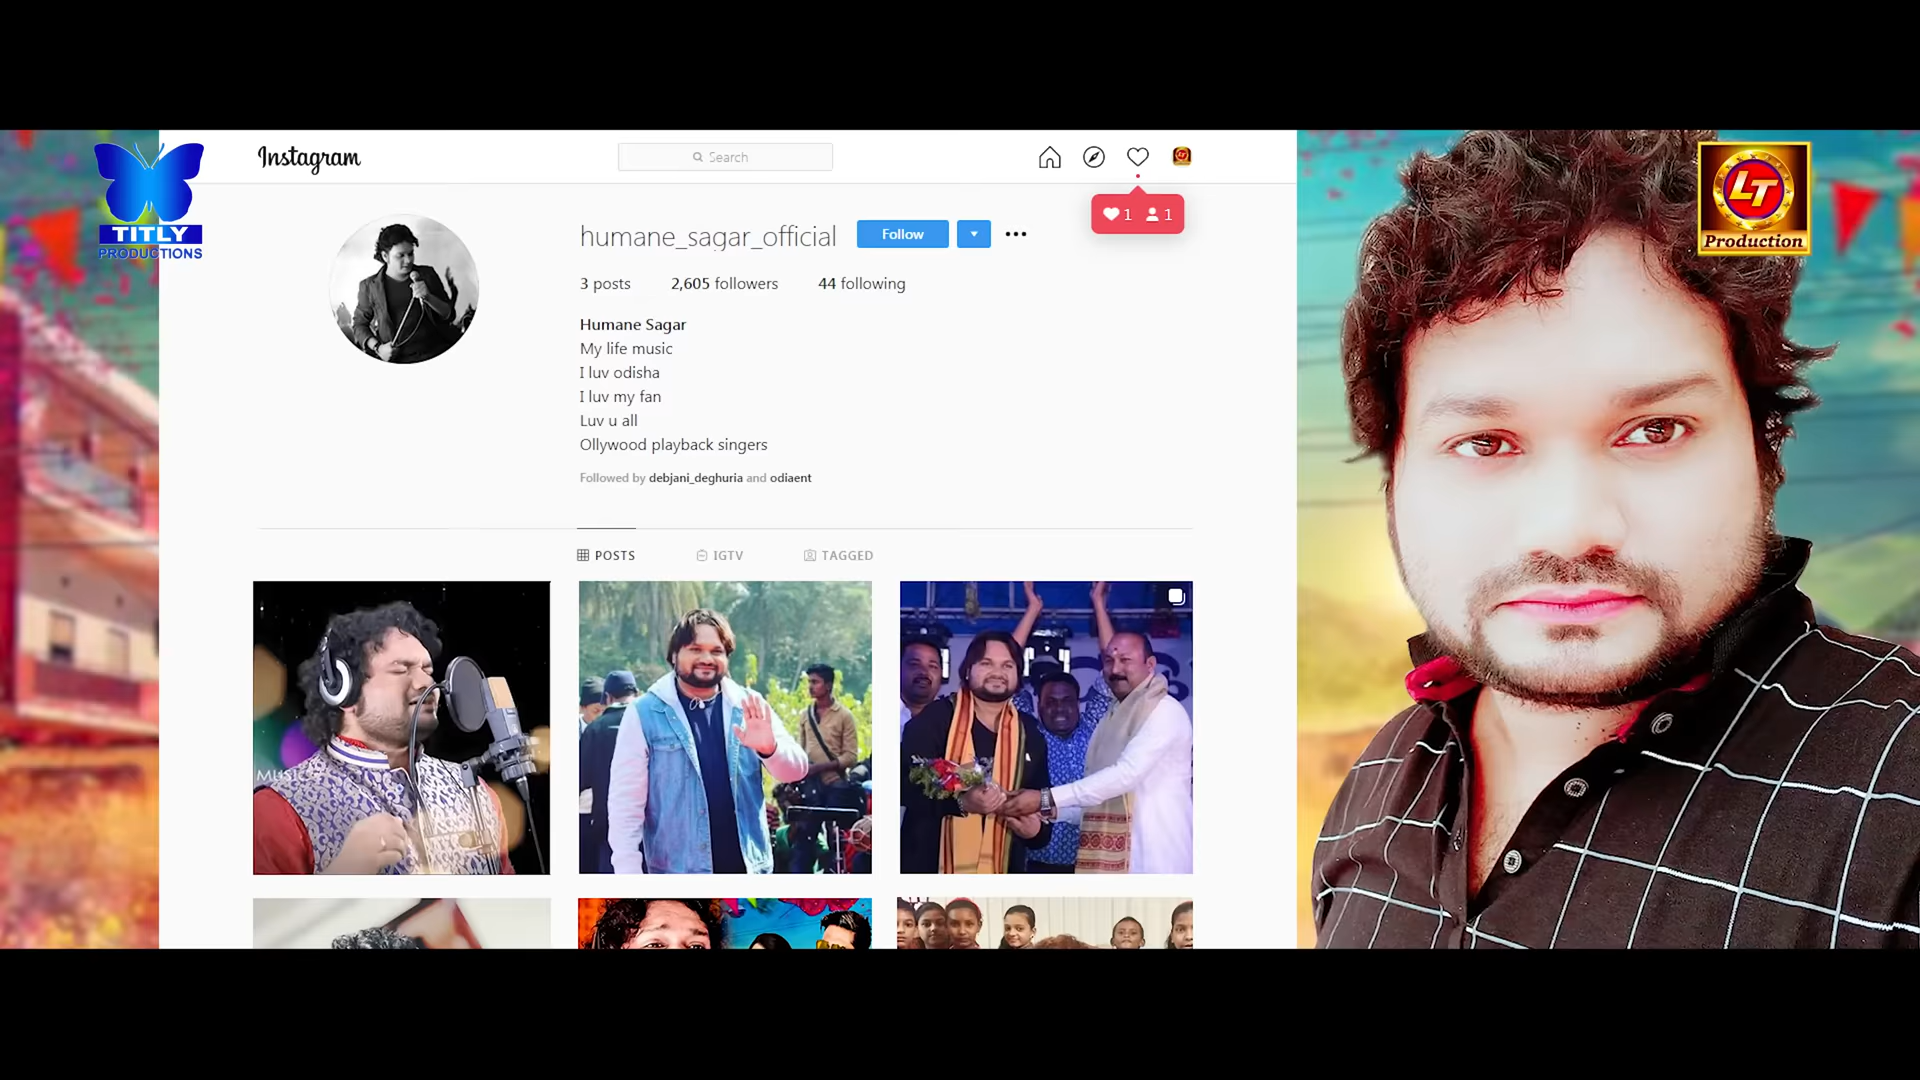 Instagram
Search
TITLY
PRODUCTIONS
LT
Production
1 1
humane_sagar_official
Follow
3 posts 2,605 followers 44 following
Humane Sagar
My life music
I luv odisha
I luv my fan
Luv u all
Ollywood playback singers
Followed by debjani_deghuria and odiaent
POSTS IGTV TAGGED
MUSIC